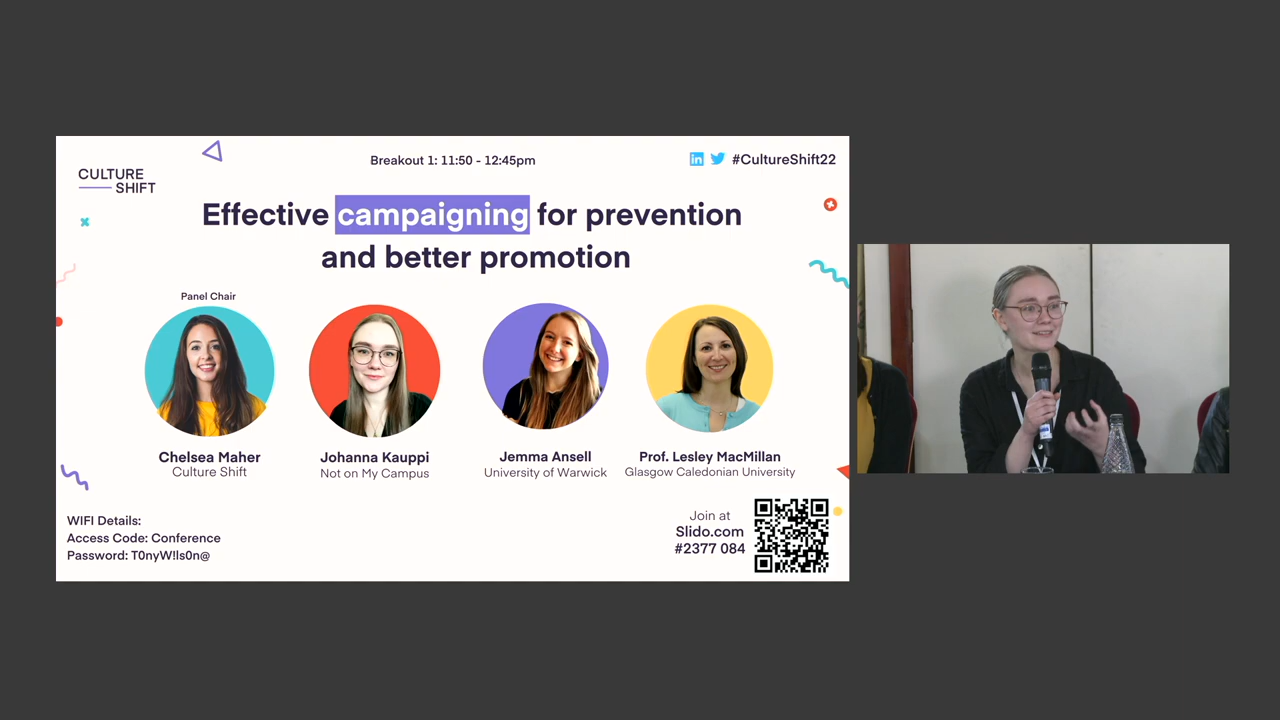 CULTURE
SHIFT
Breakout 1: 11:50 - 12:45pm
in #CultureShift22
Effective campaigning for prevention
and better promotion
Panel Chair
Chelsea Maher
Culture Shift
Johanna Kauppi
Not on My Campus
Jemma Ansell
University of Warwick
Prof. Lesley MacMillan
Glasgow Caledonian University
WIFI Details:
Access Code: Conference
Password: T0nyW!ls0n@
Join at
Slido.com
#2377 084